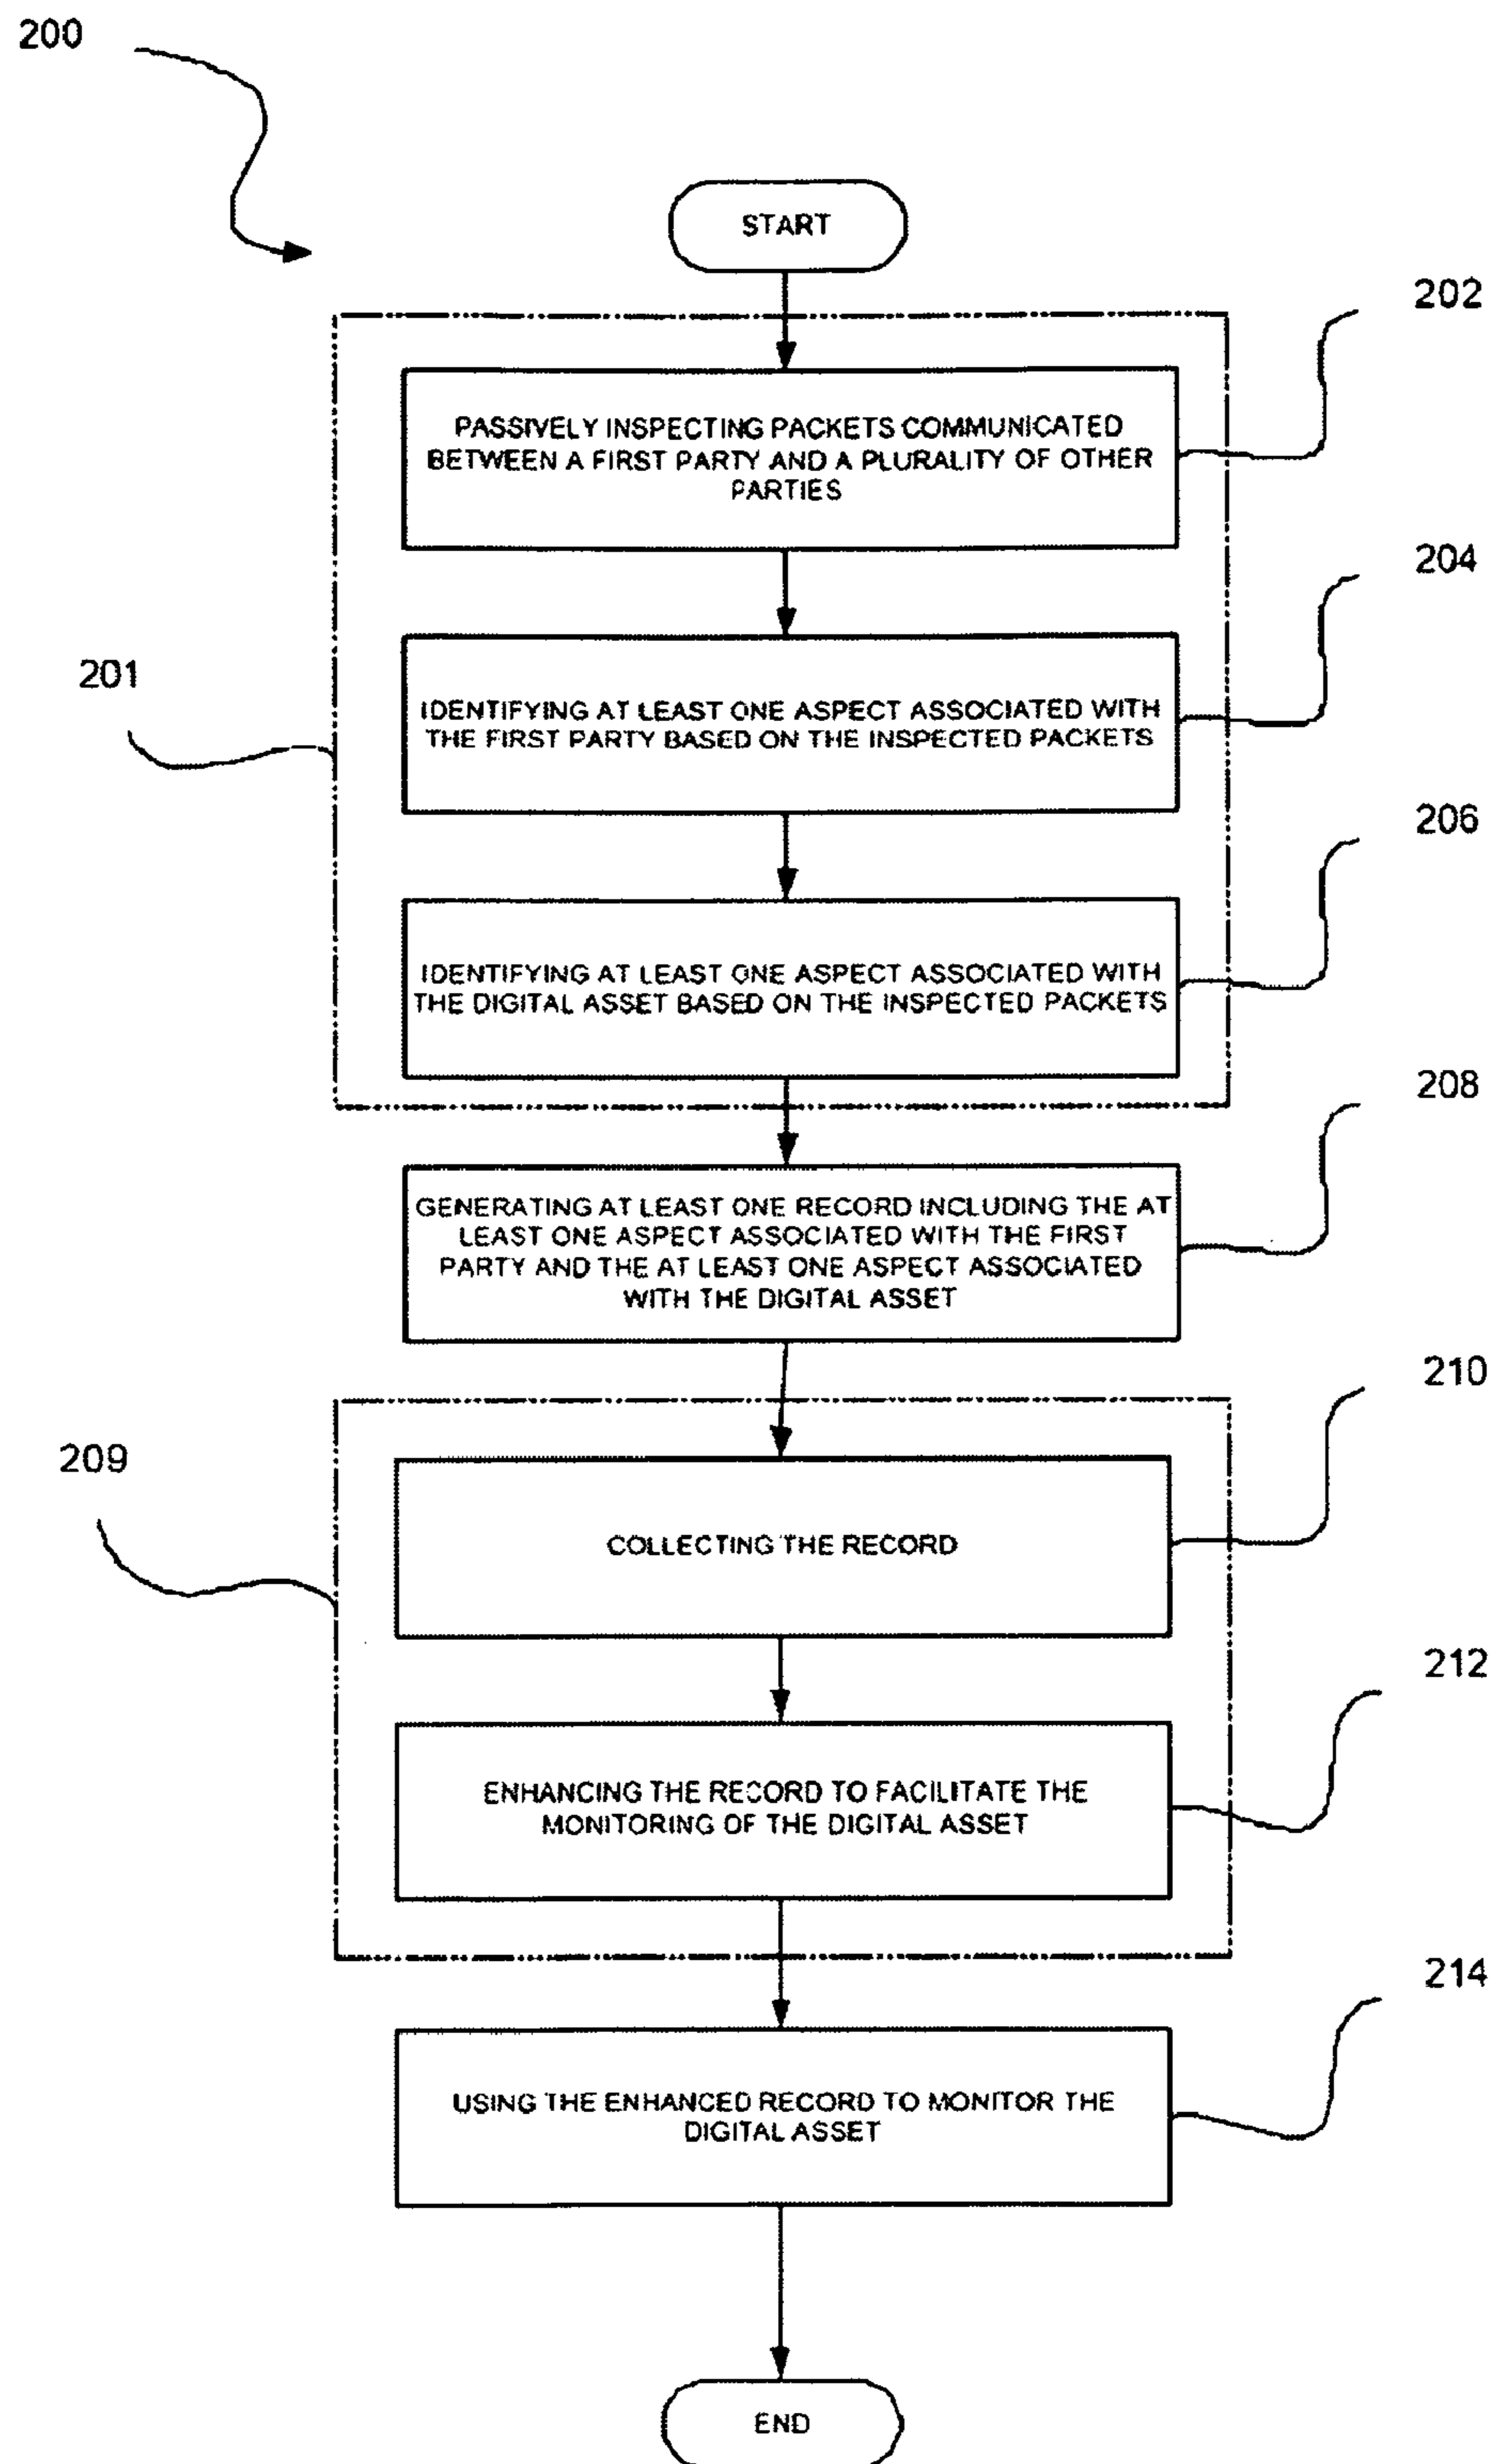 200
START
202
PASSIVELY INSPECTING PACKETS COMMUNICATED
BETWEEN A FIRST PARTY AND A PLURALITY OF OTHER
PARTIES
204
201
IDENTIFYING AT LEAST ONE ASPECT ASSOCIATED WITH
THE FIRST PARTY BASED ON THE INSPECTED PACKETS
206
IDENTIFYING AT LEAST ONE ASPECT ASSOCIATED WITH
THE DIGITAL ASSET BASED ON THE INSPECTED PACKETS
208
GENERATING AT LEAST ONE RECORD INCLUDING THE AT
LEAST ONE ASPECT ASSOCIATED WITH THE FIRST
PARTY AND THE AT LEAST ONE ASPECT ASSOCIATED
WITH THE DIGITAL ASSET
210
209
COLLECTING THE RECORD
212
ENHANCING THE RECORD TO FACILITATE THE
MONITORING OF THE DIGITAL ASSET
214
USING THE ENHANCED RECORD TO MONITOR THE
DIGITAL ASSET
END